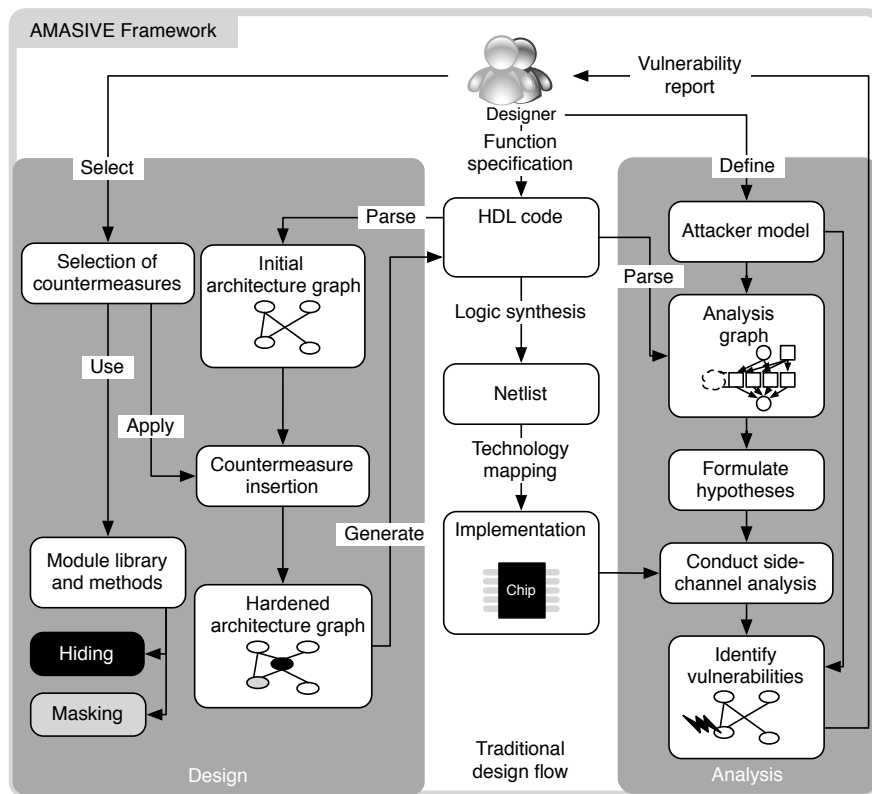 AMASIVE Framework
Vulnerability
report
Designer
Function
specification
Select
Define
Parse
HDL code
Attacker model
Selection of
countermeasures
Initial
architecture graph
Parse
Logic synthesis
Analysis
graph
Use
Netlist
Apply
Technology
mapping
Countermeasure
insertion
Formulate
hypotheses
Generate
Implementation
Module library
and methods
Conduct side-
channel analysis
Chip
Hardened
architecture graph
Hiding
Identify
vulnerabilities
Masking
Traditional
design flow
Design
Analysis